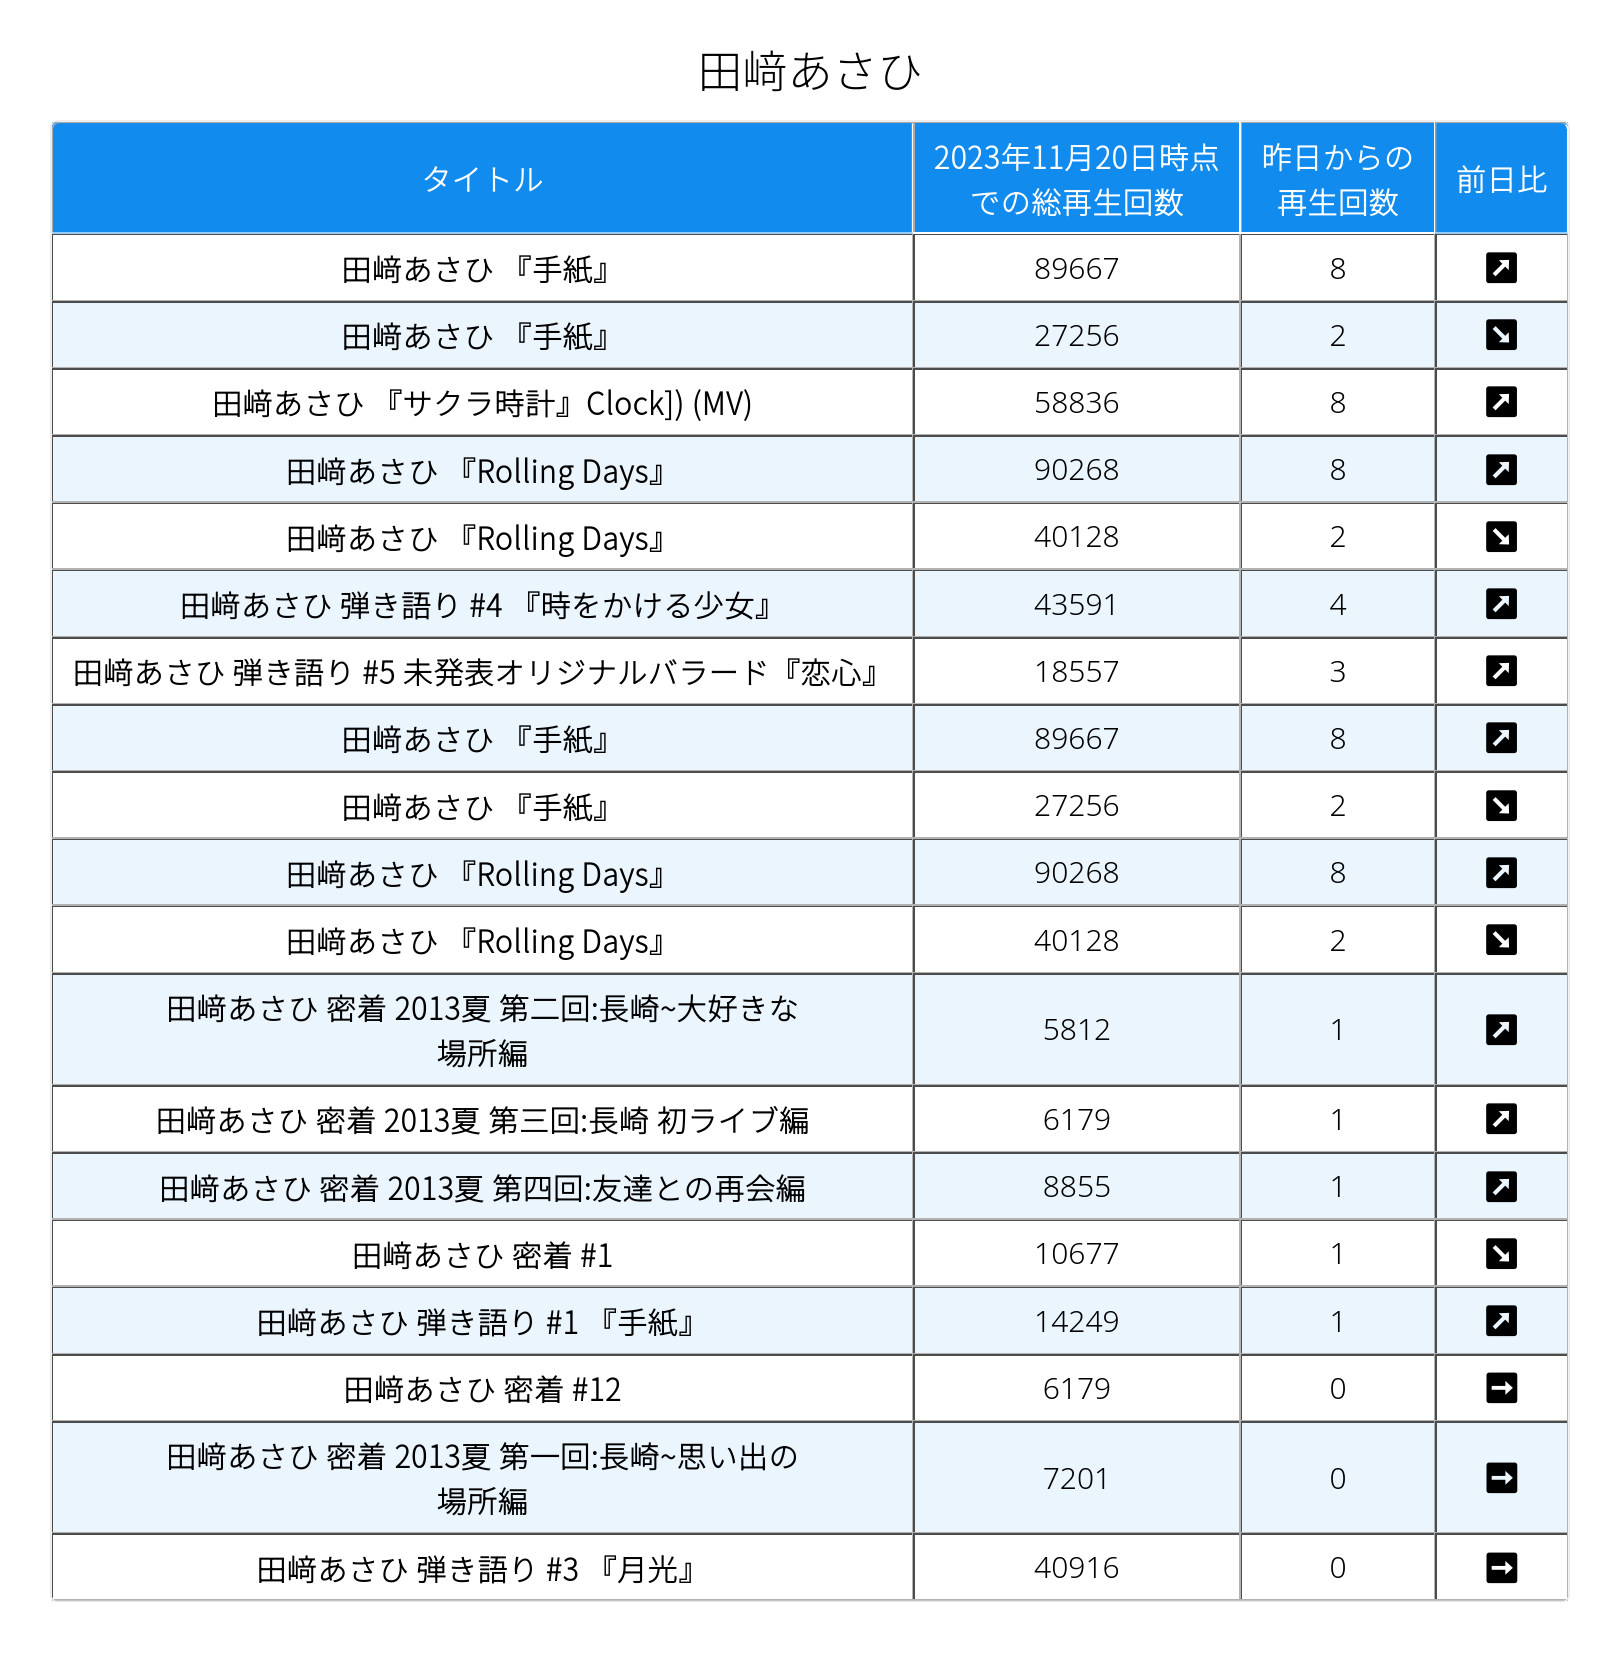 田﨑あさひ
タイトル
2023年11月20日時点
での総再生回数
昨日からの
再生回数
前日比
田﨑あさひ 『手紙』 89667 8 ↗
田﨑あさひ 『手紙』 27256 2 ↘
田﨑あさひ 『サクラ時計』Clock]) (MV) 58836 8 ↗
田﨑あさひ 『Rolling Days』 90268 8 ↗
田﨑あさひ 『Rolling Days』 40128 2 ↘
田﨑あさひ 弾き語り #4 『時をかける少女』 43591 4 ↗
田﨑あさひ 弾き語り #5 未発表オリジナルバラード『恋心』 18557 3 ↗
田﨑あさひ 『手紙』 89667 8 ↗
田﨑あさひ 『手紙』 27256 2 ↘
田﨑あさひ 『Rolling Days』 90268 8 ↗
田﨑あさひ 『Rolling Days』 40128 2 ↘
田﨑あさひ 密着 2013夏 第二回:長崎~大好きな
場所編 5812 1 ↗
田﨑あさひ 密着 2013夏 第三回:長崎 初ライブ編 6179 1 ↗
田﨑あさひ 密着 2013夏 第四回:友達との再会編 8855 1 ↗
田﨑あさひ 密着 #1 10677 1 ↘
田﨑あさひ 弾き語り #1 『手紙』 14249 1 ↗
田﨑あさひ 密着 #12 6179 0 →
田﨑あさひ 密着 2013夏 第一回:長崎~思い出の
場所編 7201 0 →
田﨑あさひ 弾き語り #3 『月光』 40916 0 →